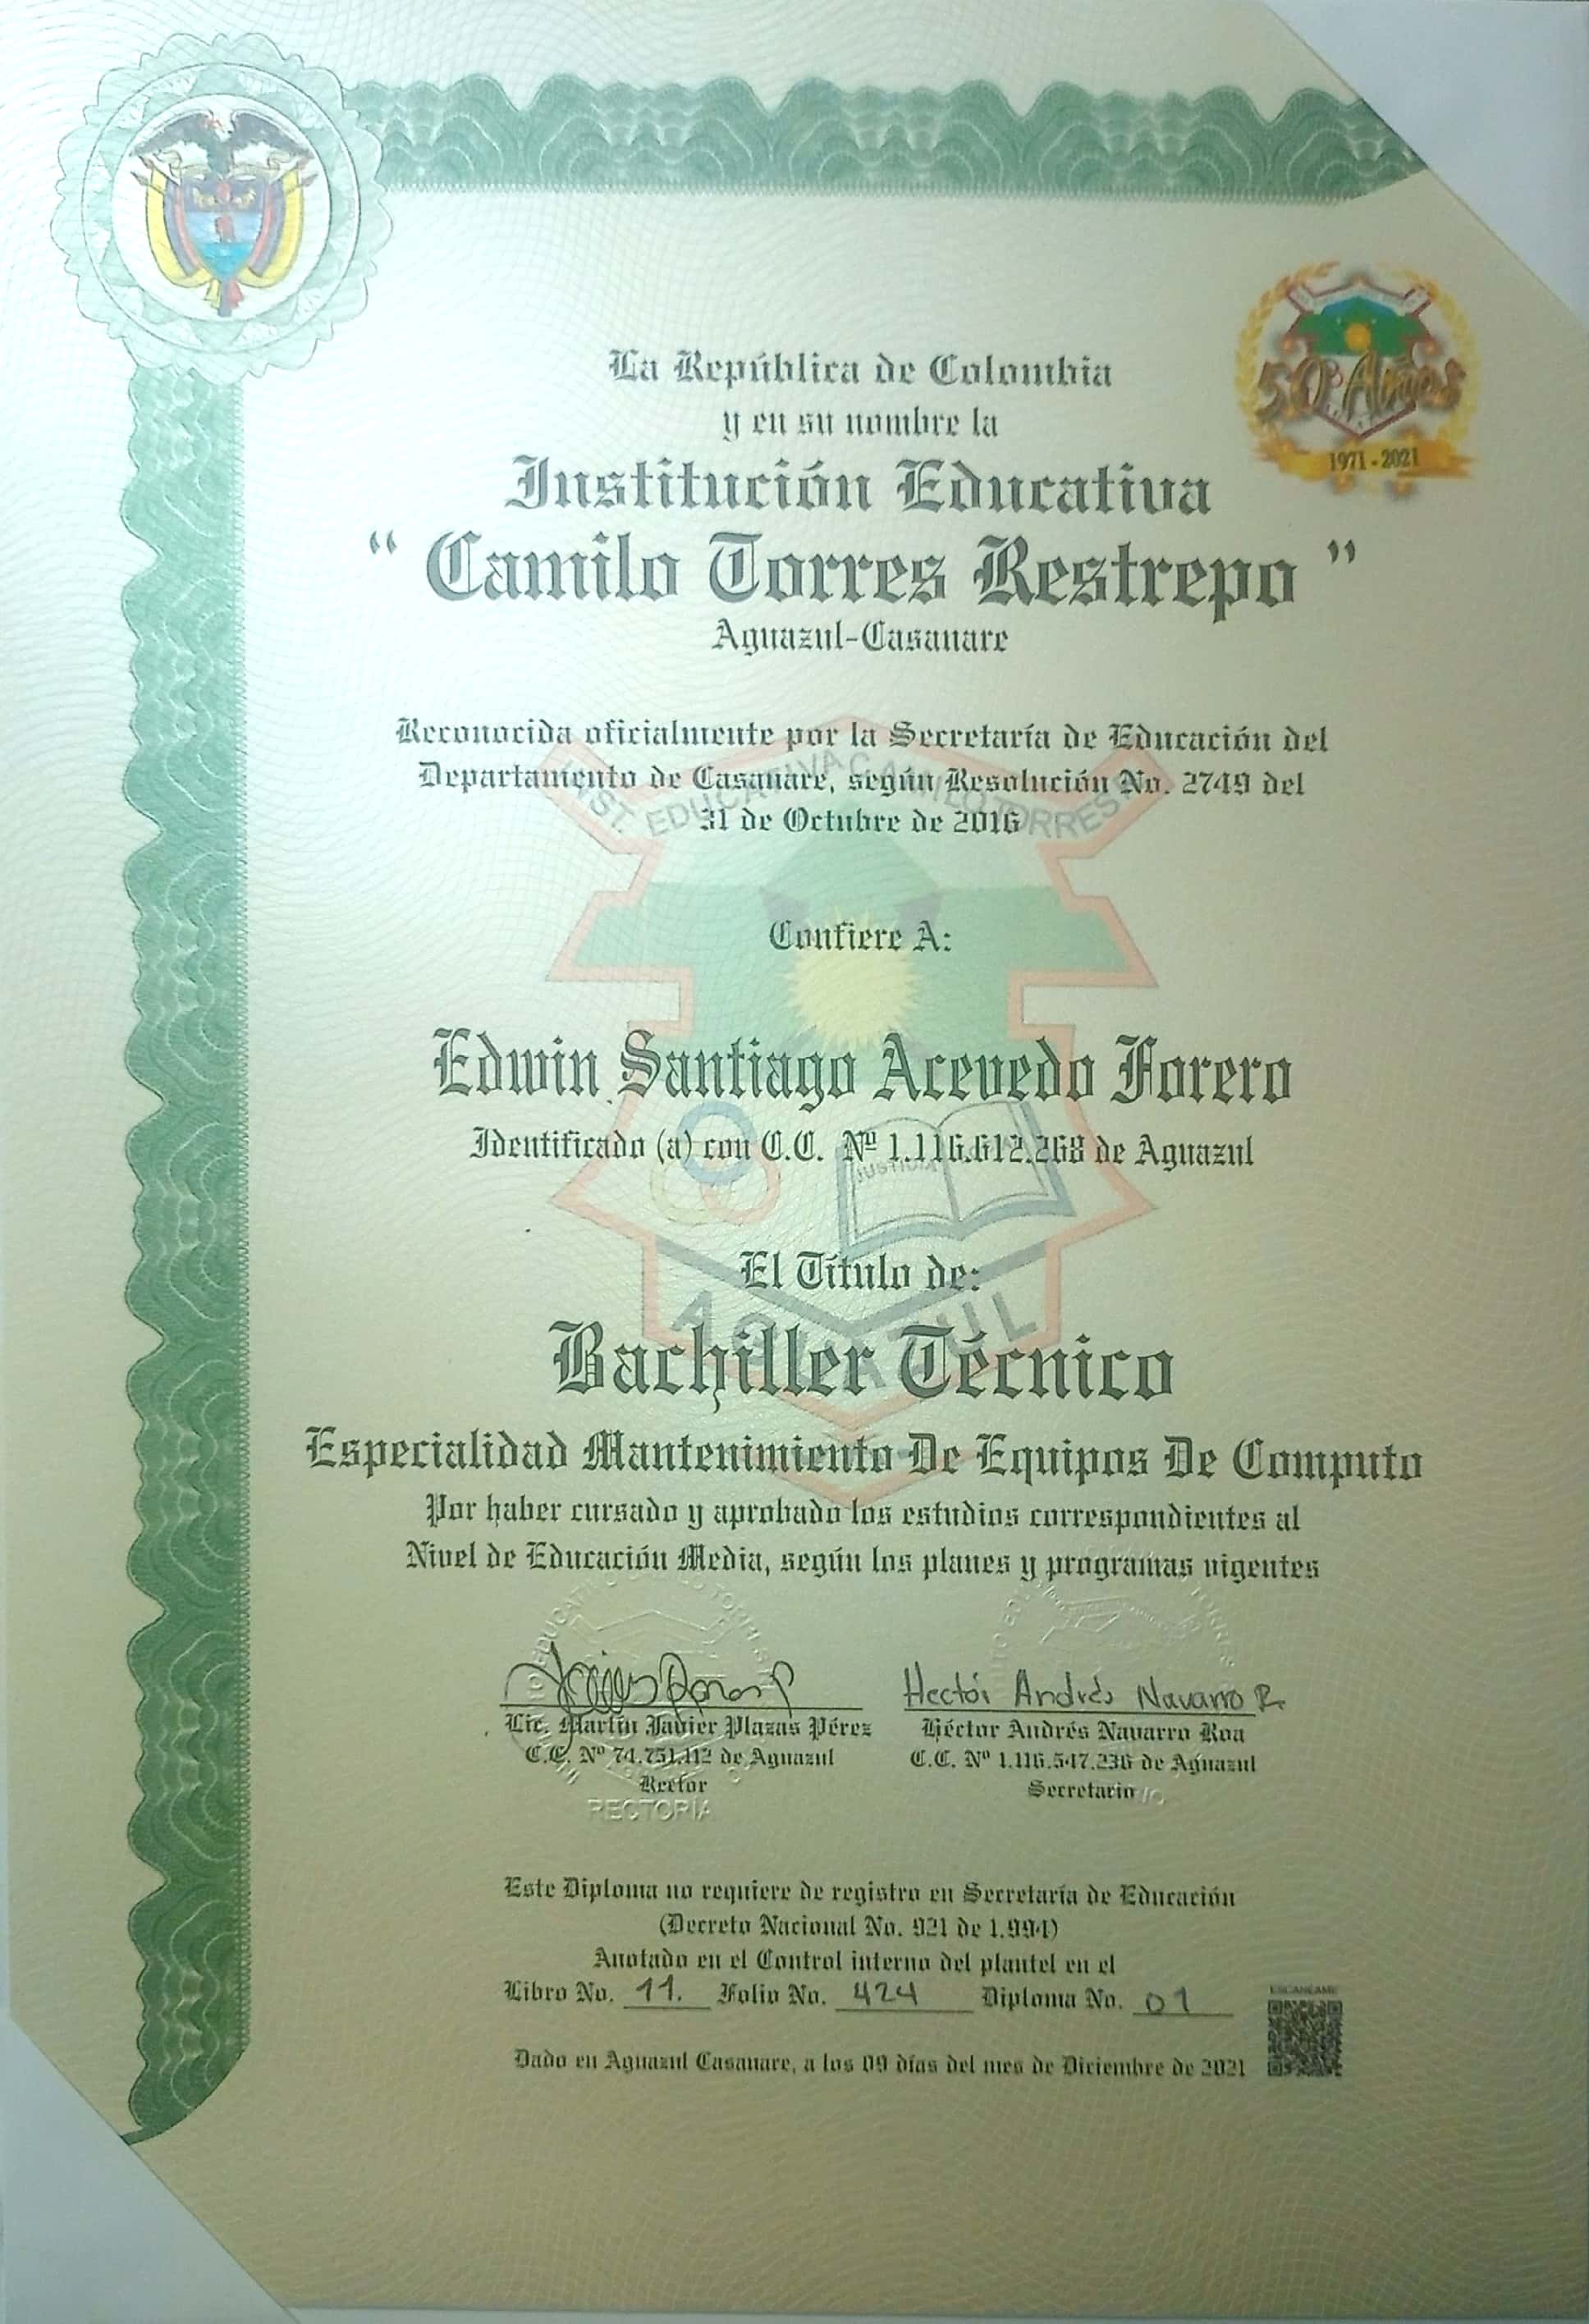 La República de Colombia
y en su nombre la
Institución Educativa
“ Camilo Torres Restrepo ”
Aguazul-Casanare
50 Años
1971 - 2021
Reconocida oficialmente por la Secretaría de Educación del
Departamento de Casanare, según Resolución No. 2749 del
31 de Octubre de 2016
INST. EDUCATIVA CAMILO TORRES
Confiere A:
Edwin Santiago Acevedo Forero
Identificado (a) con C.C. Nº 1.116.612.268 de Aguazul
El Título de:
AGUAZUL
Bachiller Técnico
Especialidad Mantenimiento De Equipos De Computo
Por haber cursado y aprobado los estudios correspondientes al
Nivel de Educación Media, según los planes y programas vigentes
Hector Andrés Navarro R.
Lic. Martín Javier Plazas Pérez
C.C. Nº 74.751.112 de Aguazul
Rector
RECTORÍA
Héctor Andrés Navarro Roa
C.C. Nº 1.116.547.236 de Aguazul
Secretario
Este Diploma no requiere de registro en Secretaría de Educación
(Decreto Nacional No. 921 de 1.994)
Anotado en el Control interno del plantel en el
Libro No. 11. Folio No. 424 Diploma No. 01
ESCANÉAME
Dado en Aguazul Casanare, a los 09 días del mes de Diciembre de 2021